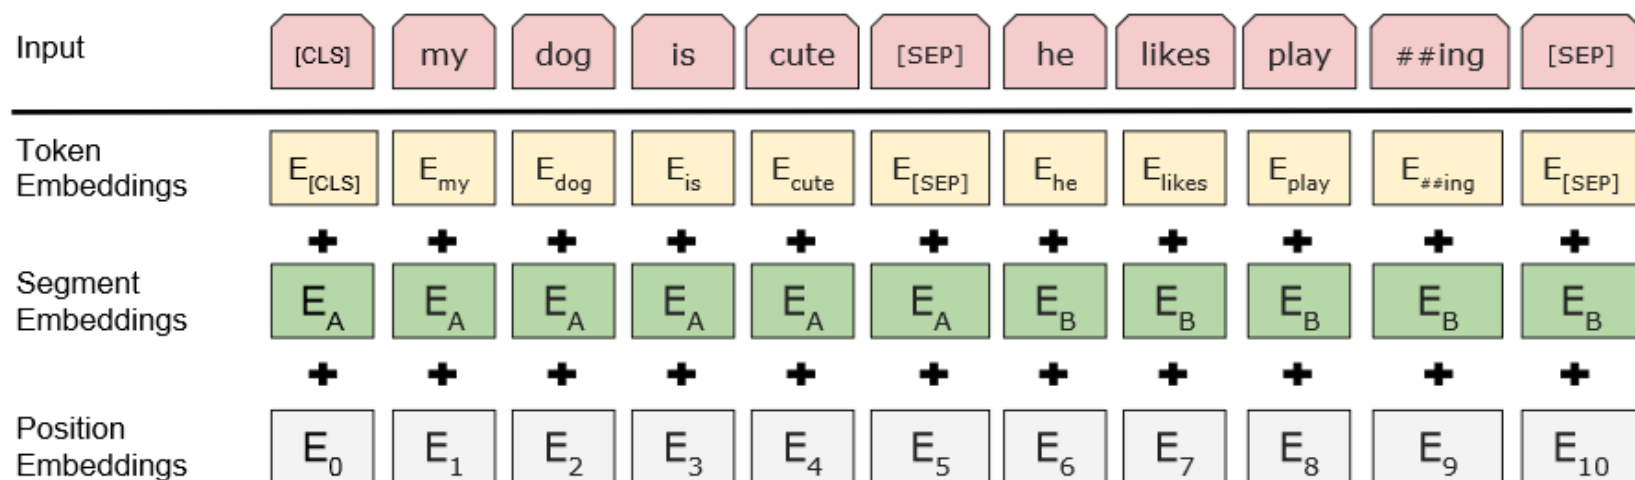 Input [CLS] my dog is cute [SEP] he likes play ##ing [SEP]
Token
Embeddings E[CLS] Emy Edog Eis Ecute E[SEP] Ehe Elikes Eplay E##ing E[SEP]
+ + + + + + + + + + +
Segment
Embeddings EA EA EA EA EA EA EB EB EB EB EB
+ + + + + + + + + + +
Position
Embeddings E0 E1 E2 E3 E4 E5 E6 E7 E8 E9 E10